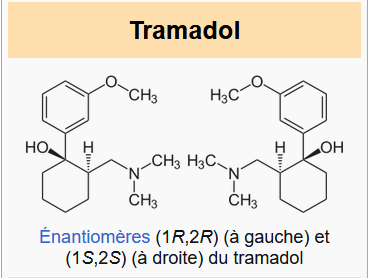 Tramadol
O
CH3
HO
H
N
CH3
CH3
H3C
O
H
OH
H3C
N
CH3
Énantiomères (1R,2R) (à gauche) et
(1S,2S) (à droite) du tramadol